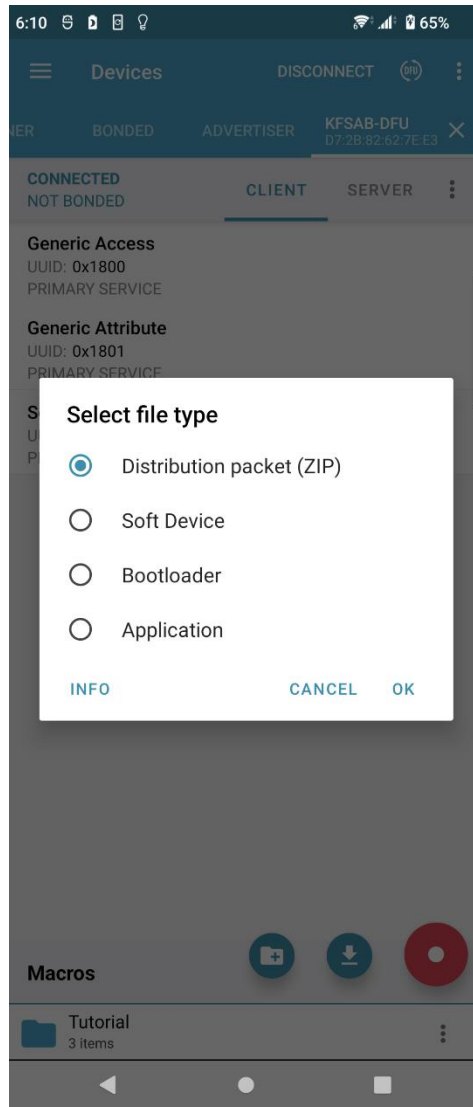 6:10
65%
Devices
DISCONNECT
DFU
NER
BONDED
ADVERTISER
KFSAB-DFU
D7:2B:82:62:7E:E3
CONNECTED
NOT BONDED
CLIENT
SERVER
Generic Access
UUID: 0x1800
PRIMARY SERVICE
Generic Attribute
UUID: 0x1801
PRIMARY SERVICE
S
U
P
Select file type
Distribution packet (ZIP)
Soft Device
Bootloader
Application
INFO
CANCEL
OK
Macros
Tutorial
3 items